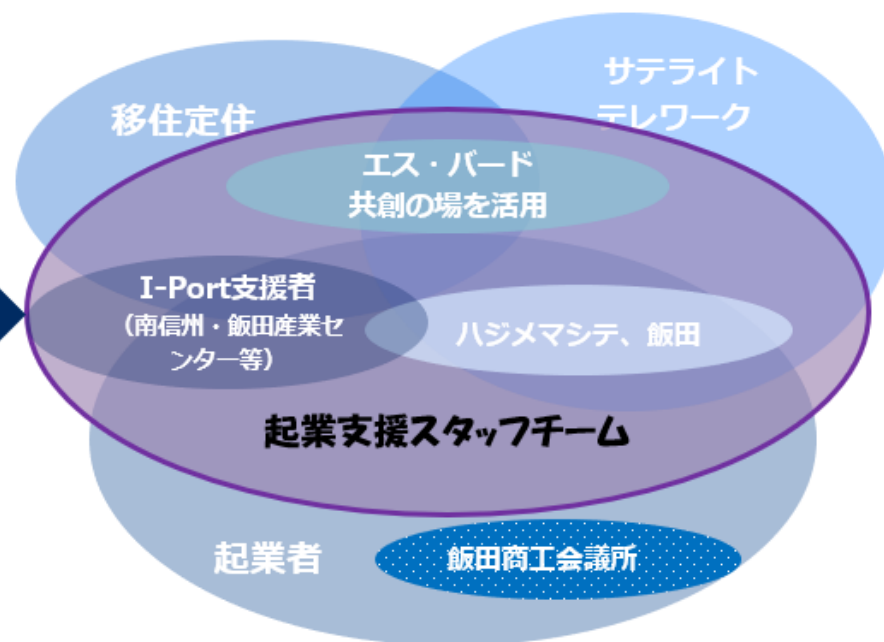 サテライト
テレワーク
移住定住
エス・バード
共創の場を活用
I-Port支援者
（南信州・飯田産業セ
ンター等）
ハジメマシテ、飯田
起業支援スタッフチーム
起業者
飯田商工会議所